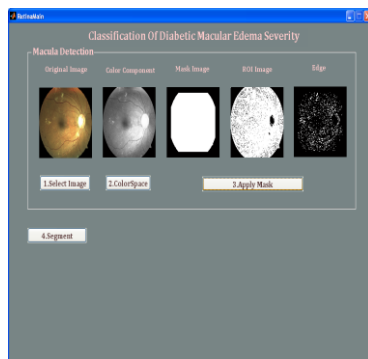 RetinaMain
Classification Of Diabetic Macular Edema Severity
Macula Detection
Original Image Color Component Mask Image ROI Image Edge
1.Select Image 2.ColorSpace 3.Apply Mask
4.Segment